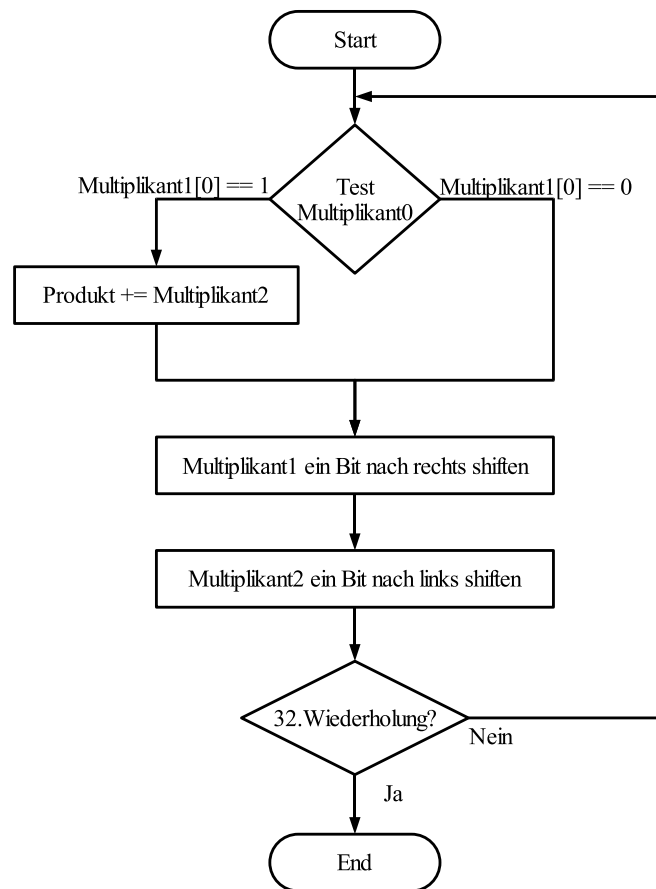 Start
Multiplikant1[0] == 1
Test
Multiplikant0
Multiplikant1[0] == 0
Produkt += Multiplikant2
Multiplikant1 ein Bit nach rechts shiften
Multiplikant2 ein Bit nach links shiften
32.Wiederholung?
Nein
Ja
End